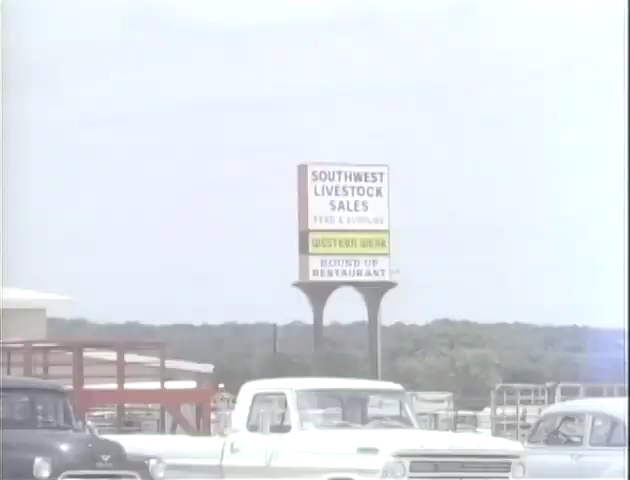 SOUTHWEST
LIVESTOCK
SALES
FEED & SUPPLIES
WESTERN WEAR
ROUND UP
RESTAURANT